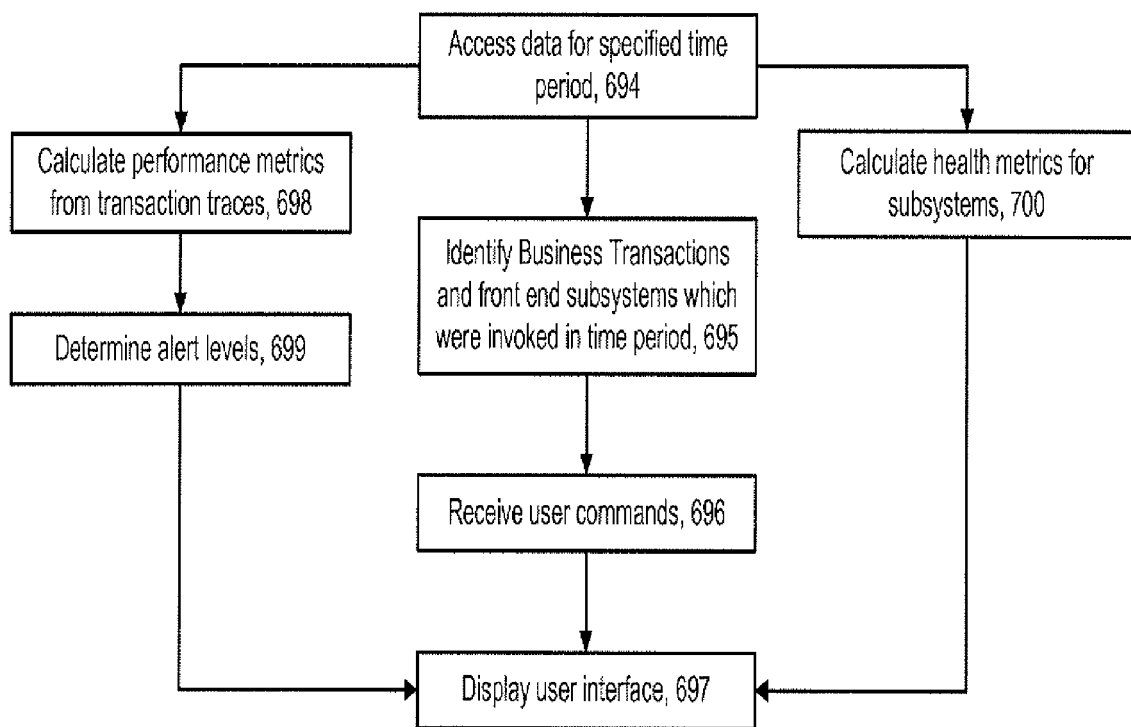 Access data for specified time
period, 694
Calculate performance metrics
from transaction traces, 698
Calculate health metrics for
subsystems, 700
Identify Business Transactions
and front end subsystems which
were invoked in time period, 695
Determine alert levels, 699
Receive user commands, 696
Display user interface, 697